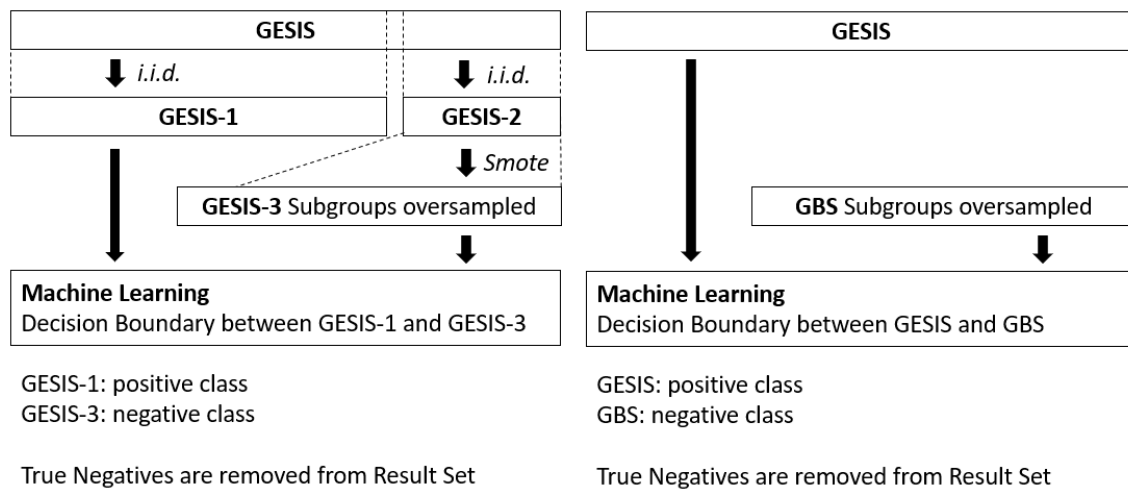 GESIS
i.i.d.
i.i.d.
GESIS-1
GESIS-2
Smote
GESIS-3 Subgroups oversampled
Machine Learning
Decision Boundary between GESIS-1 and GESIS-3
GESIS-1: positive class
GESIS-3: negative class
True Negatives are removed from Result Set
GESIS
GBS Subgroups oversampled
Machine Learning
Decision Boundary between GESIS and GBS
GESIS: positive class
GBS: negative class
True Negatives are removed from Result Set